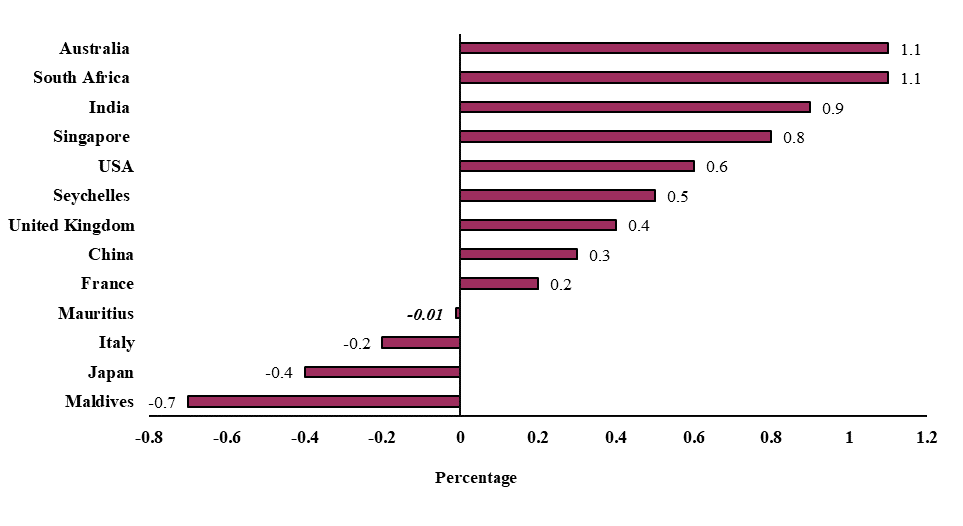 Australia 1.1
South Africa 1.1
India 0.9
Singapore 0.8
USA 0.6
Seychelles 0.5
United Kingdom 0.4
China 0.3
France 0.2
Mauritius -0.01
Italy -0.2
Japan -0.4
Maldives -0.7
-0.8 -0.6 -0.4 -0.2 0 0.2 0.4 0.6 0.8 1 1.2
Percentage